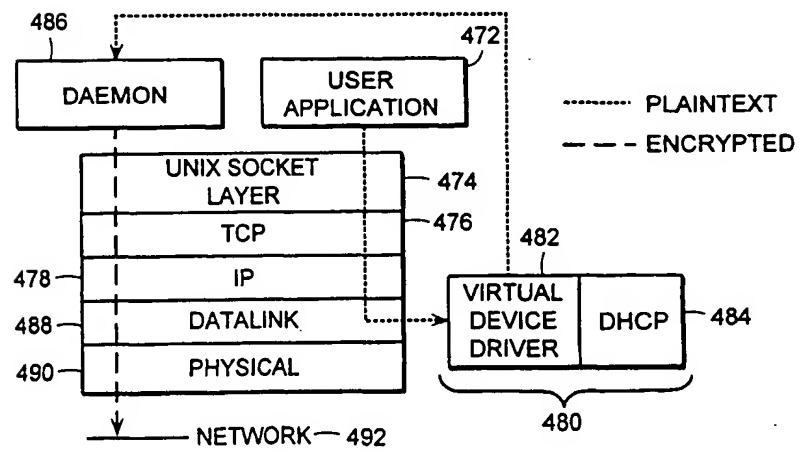 486
472
DAEMON
USER
APPLICATION
PLAINTEXT
ENCRYPTED
UNIX SOCKET
LAYER
474
TCP
476
478
IP
482
488
DATALINK
VIRTUAL
DEVICE
DRIVER
DHCP
484
490
PHYSICAL
480
NETWORK
492